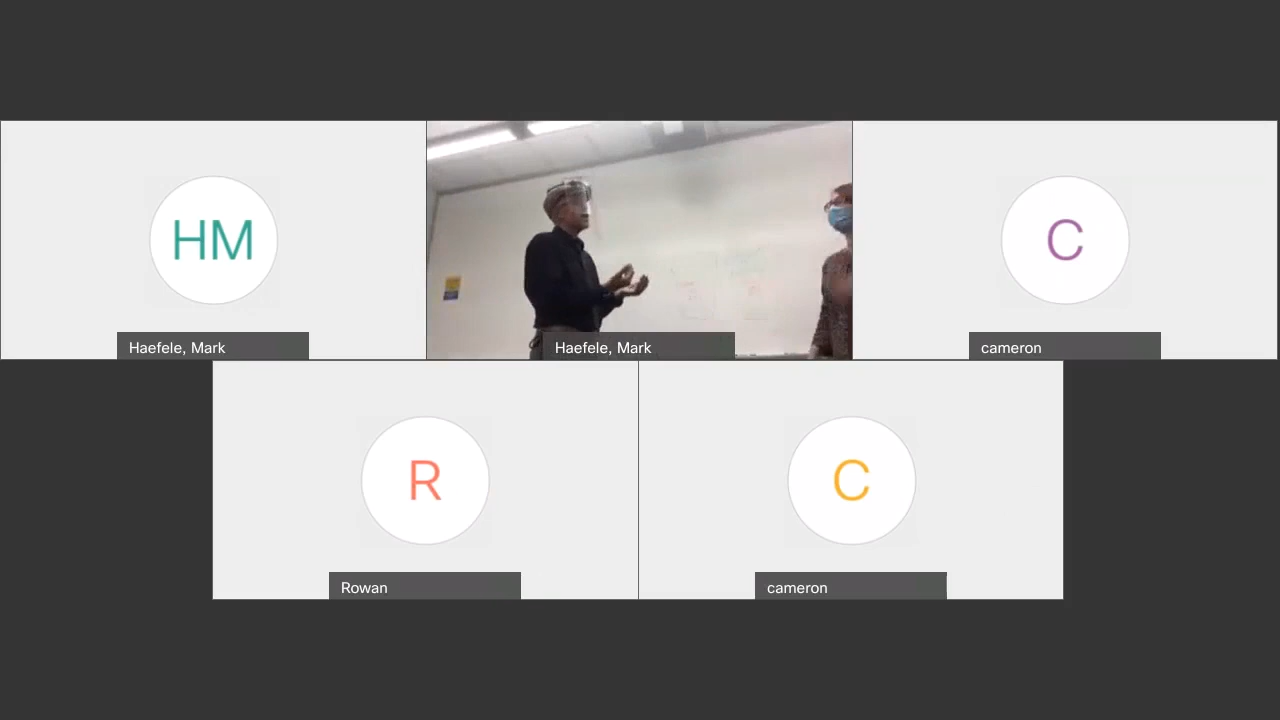 HM
Haefele, Mark
Haefele, Mark
C
cameron
R
Rowan
C
cameron